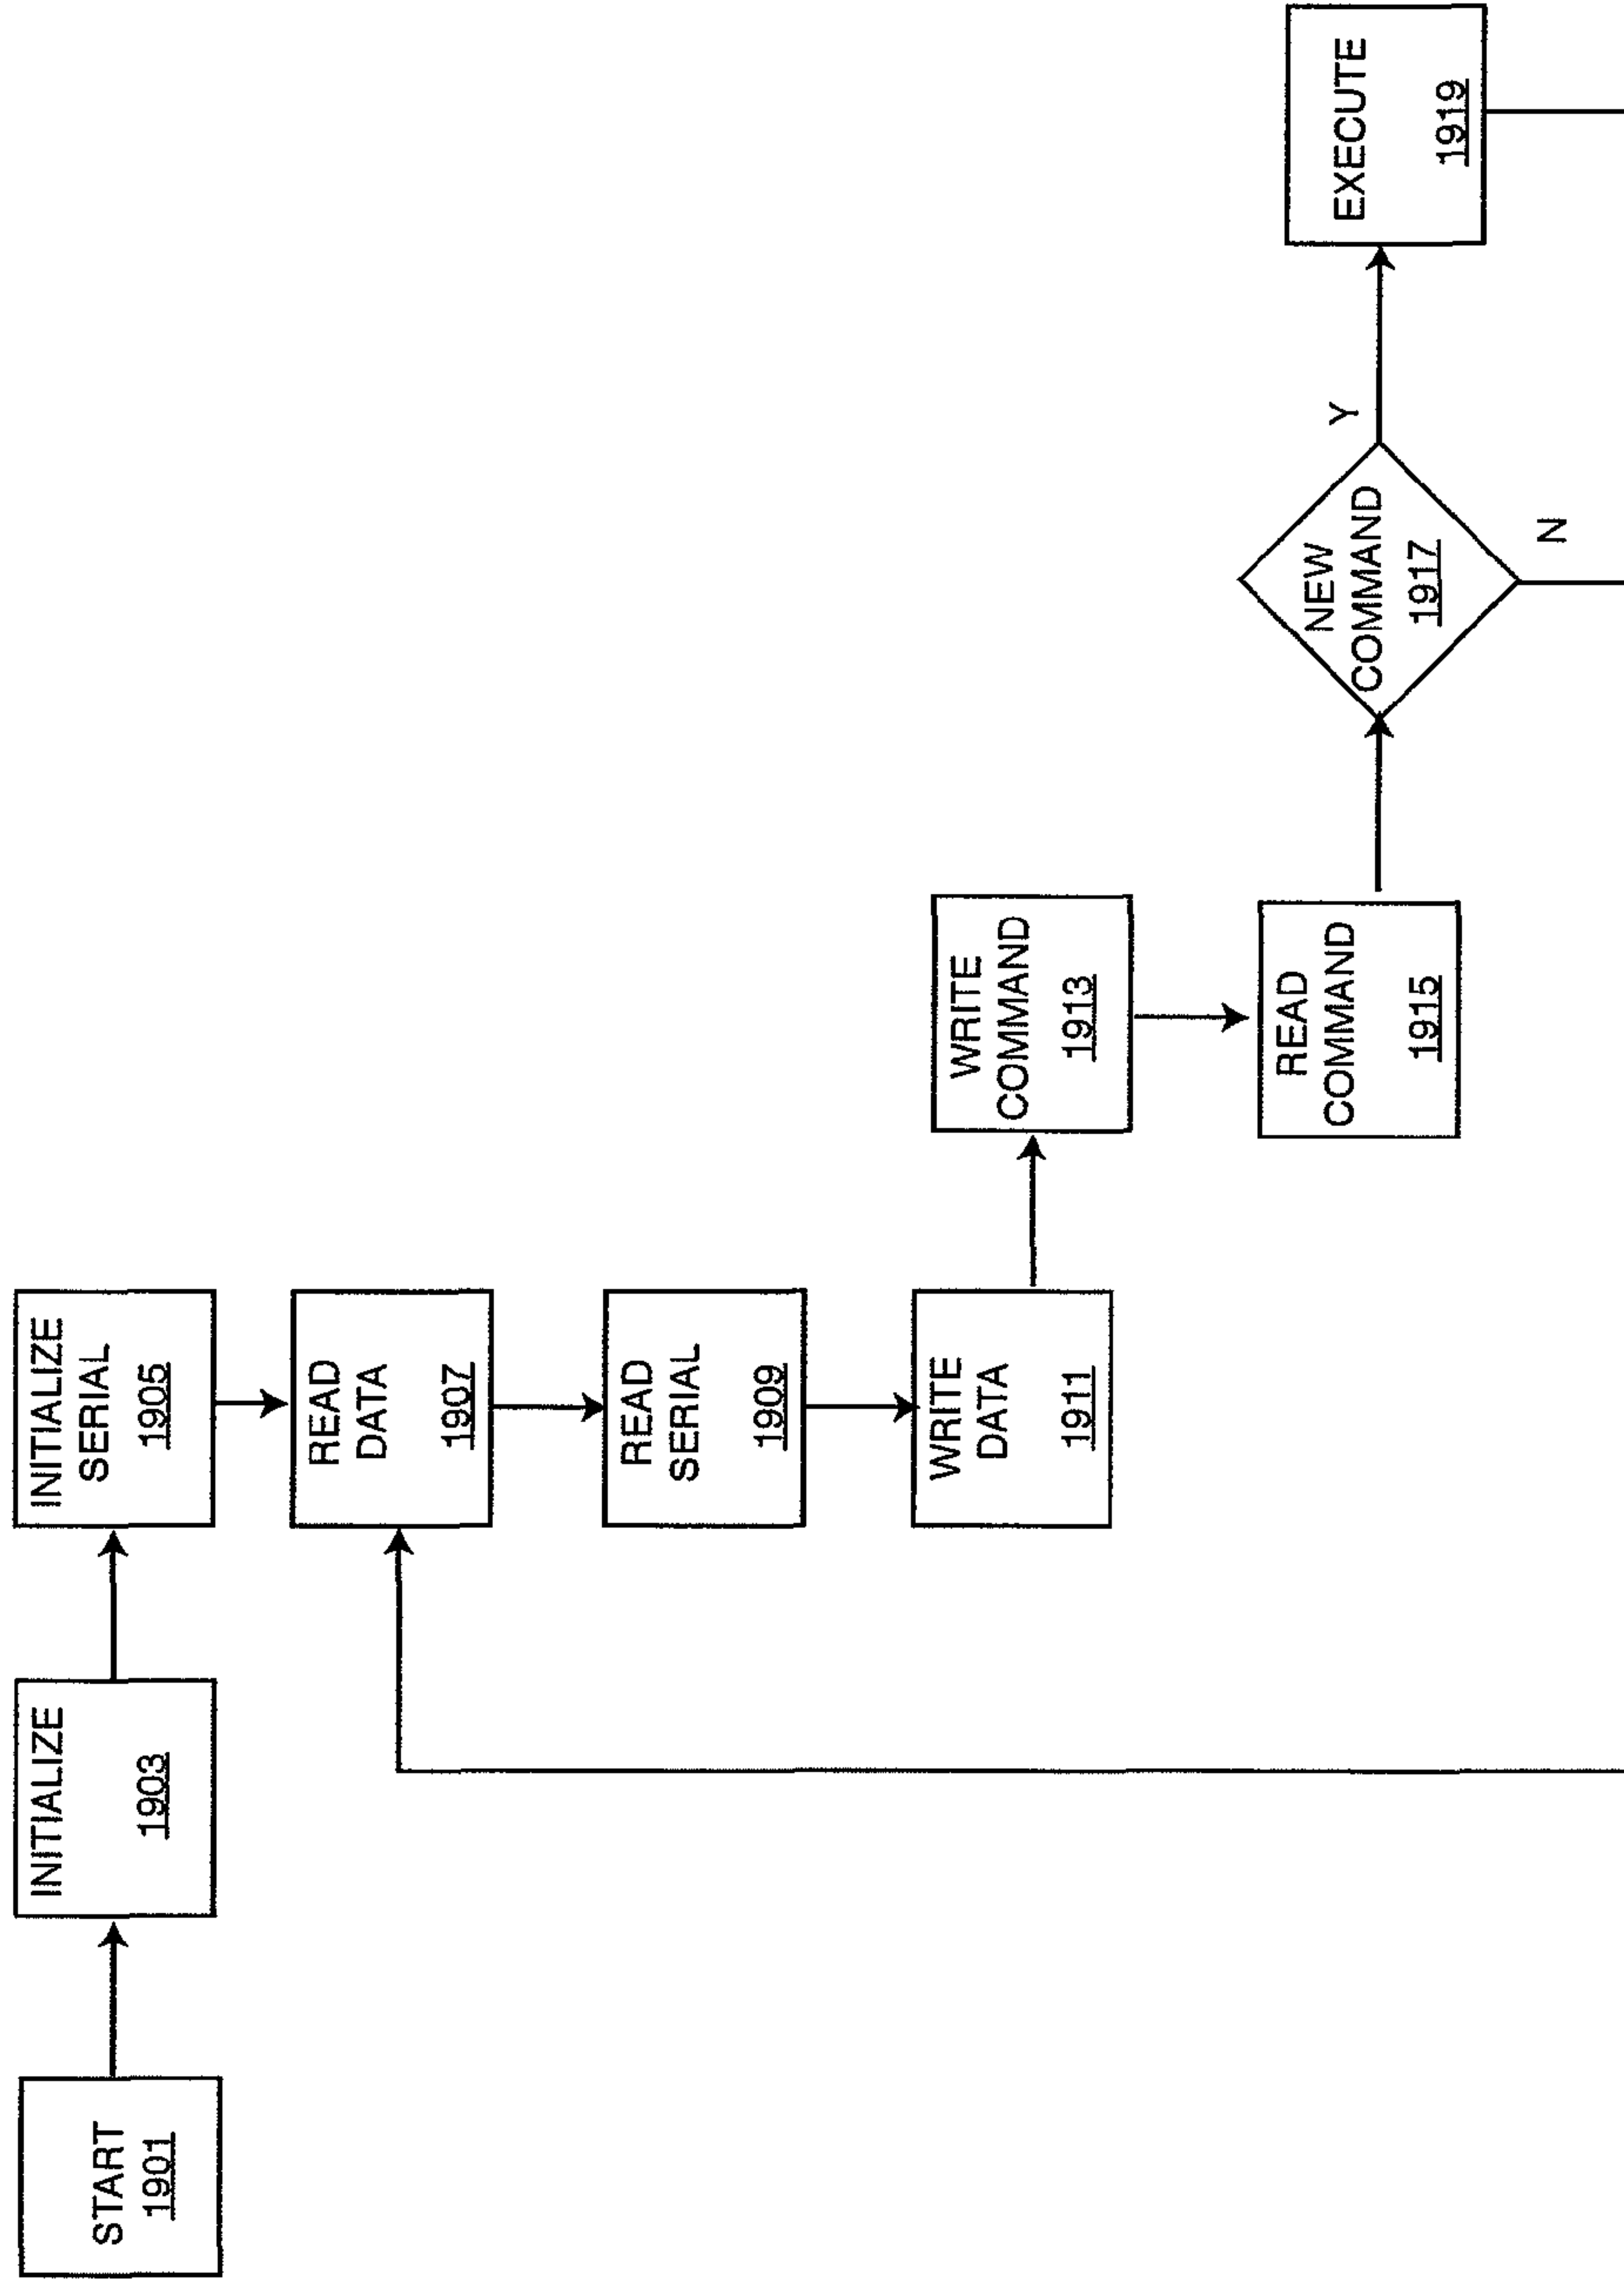 START
1901
INITIALIZE
1903
INITIALIZE
SERIAL
1905
READ
DATA
1907
READ
SERIAL
1909
WRITE
DATA
1911
WRITE
COMMAND
1913
READ
COMMAND
1915
NEW
COMMAND
1917
Y
N
EXECUTE
1919